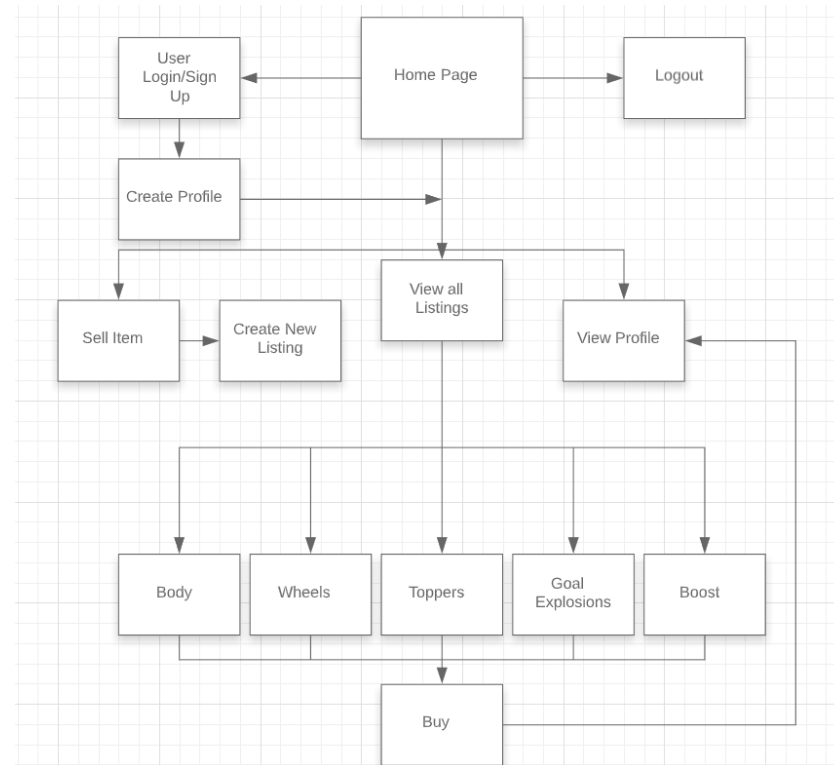 User
Login/Sign
Up
Home Page
Logout
Create Profile
View all
Listings
Sell Item
Create New
Listing
View Profile
Body
Wheels
Toppers
Goal
Explosions
Boost
Buy